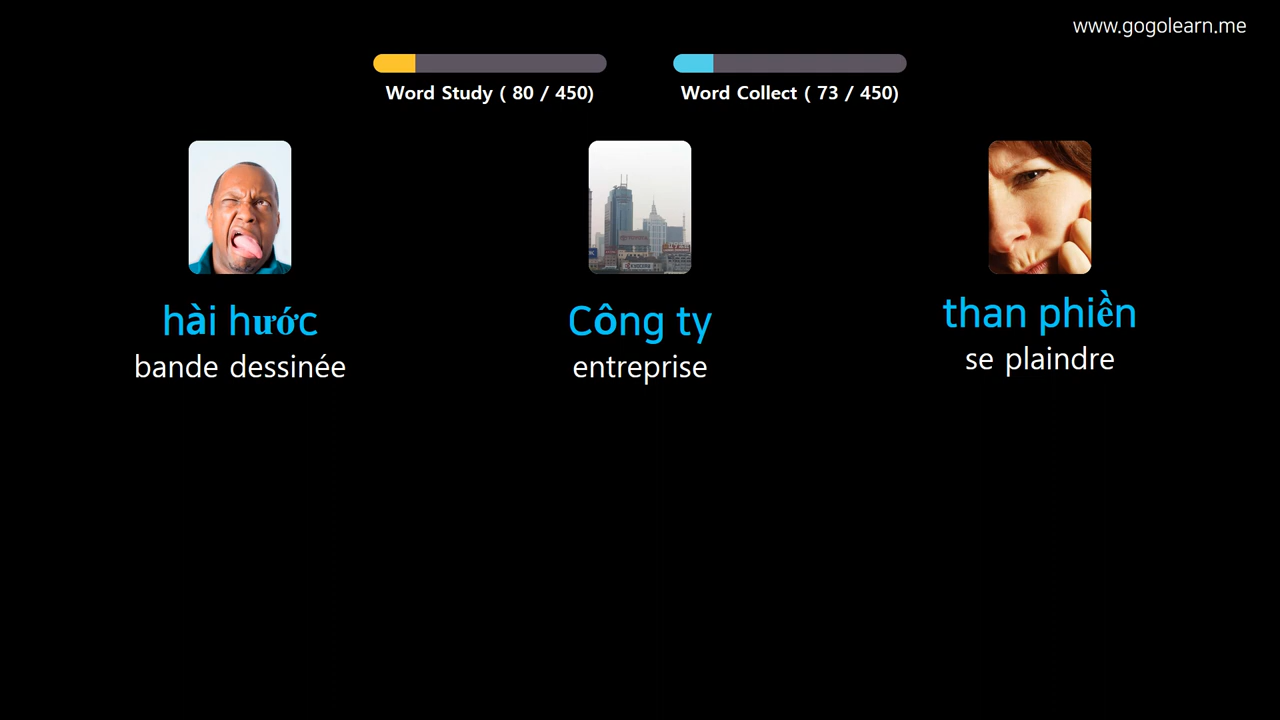 www.gogolearn.me
Word Study ( 80 / 450)
Word Collect ( 73 / 450)
hài hước
bande dessinée
Công ty
entreprise
than phiền
se plaindre